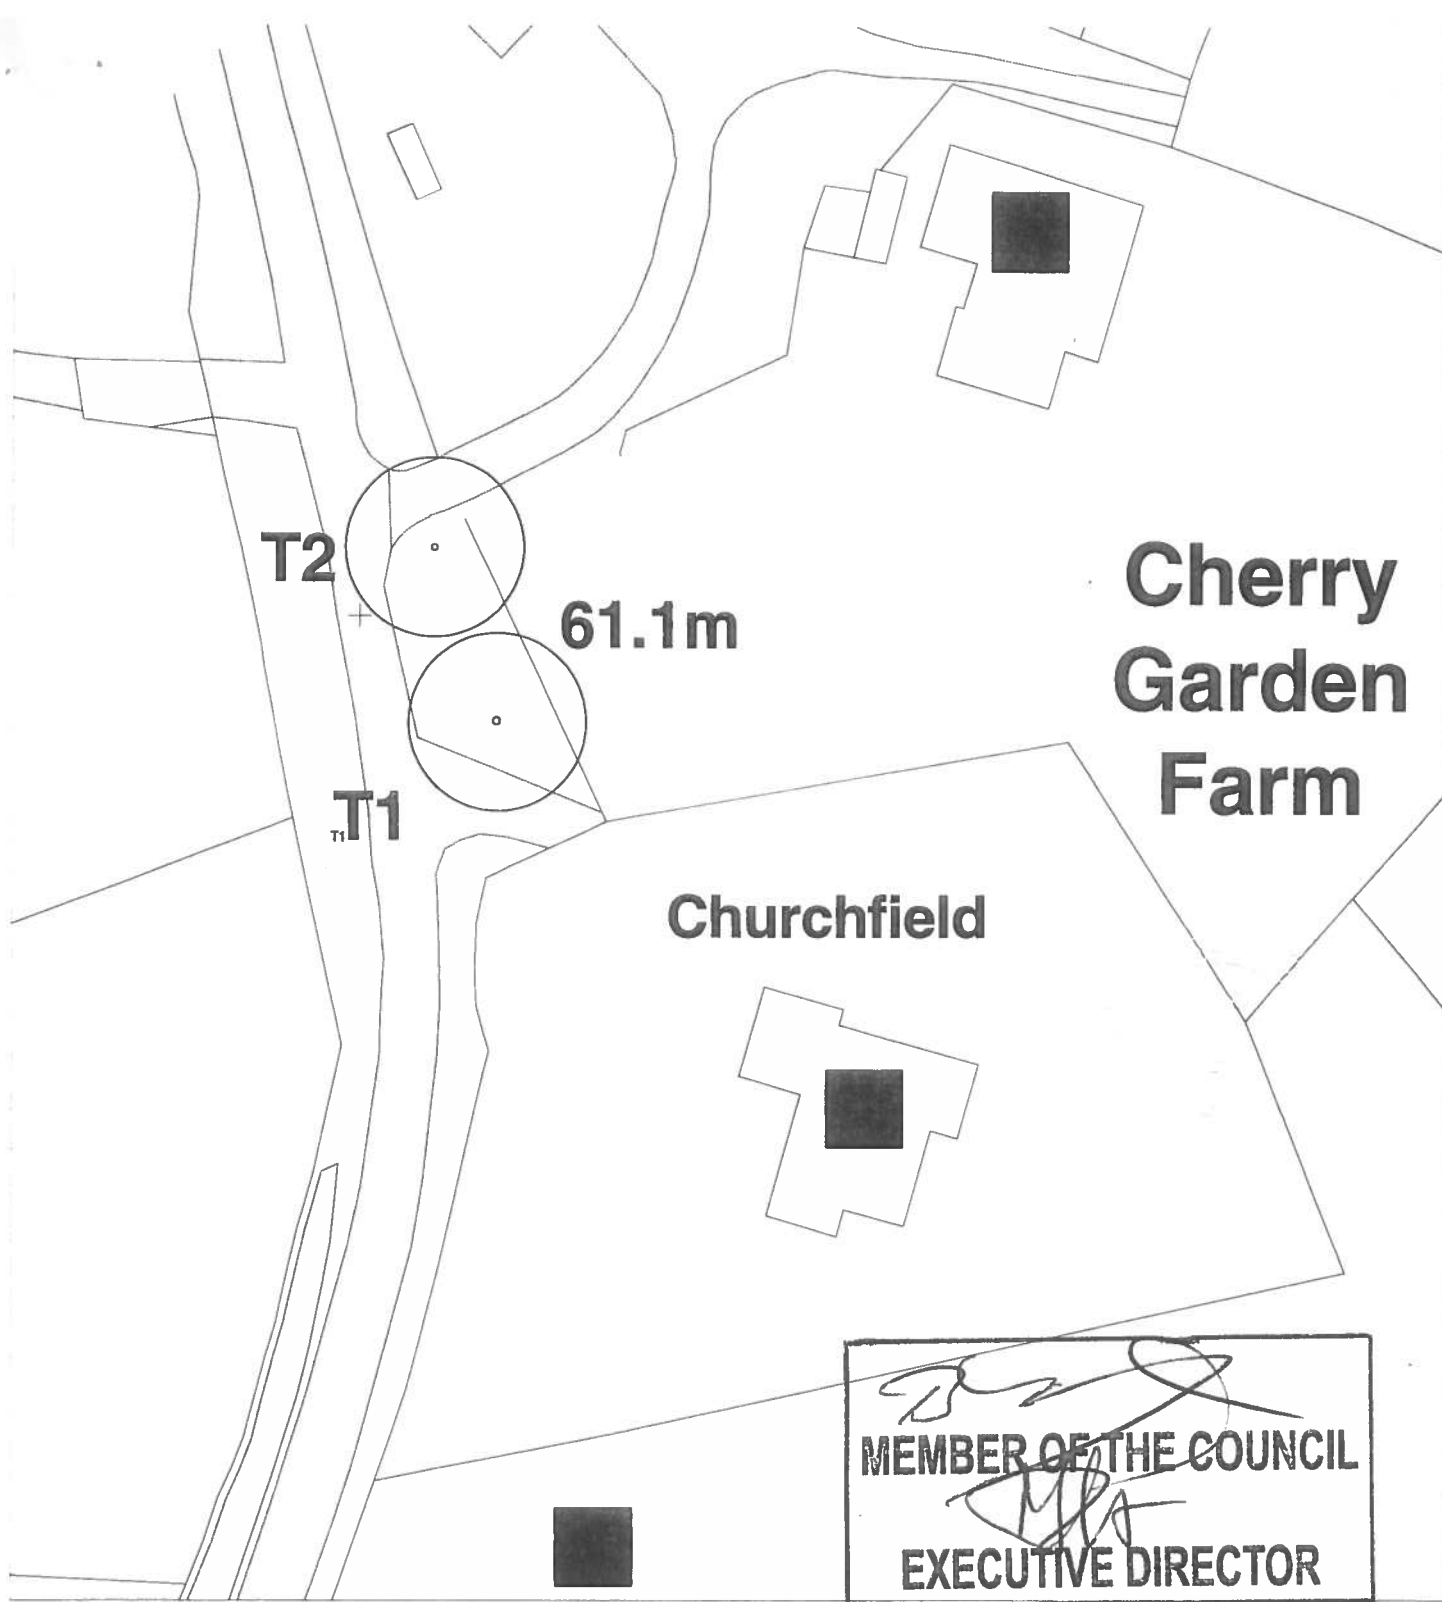 T2
61.1m
Cherry
Garden
Farm
T1
T1
Churchfield
MEMBER OF THE COUNCIL
EXECUTIVE DIRECTOR